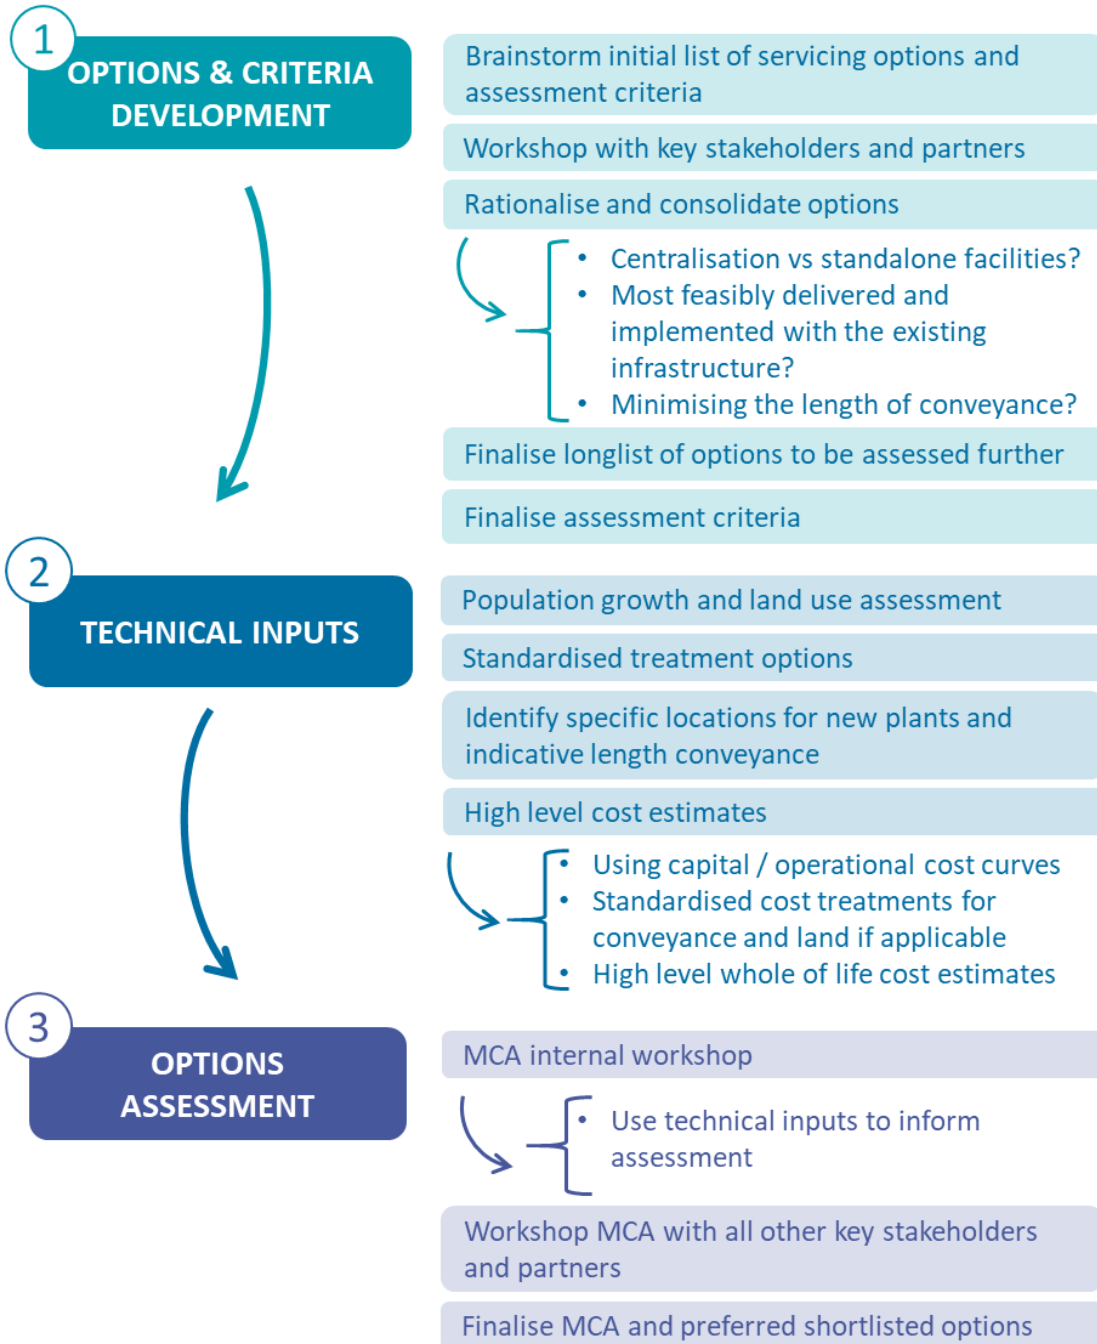 1
OPTIONS & CRITERIA
DEVELOPMENT
Brainstorm initial list of servicing options and
assessment criteria
Workshop with key stakeholders and partners
Rationalise and consolidate options
• Centralisation vs standalone facilities?
• Most feasibly delivered and
implemented with the existing
infrastructure?
• Minimising the length of conveyance?
Finalise longlist of options to be assessed further
Finalise assessment criteria
2
TECHNICAL INPUTS
Population growth and land use assessment
Standardised treatment options
Identify specific locations for new plants and
indicative length conveyance
High level cost estimates
• Using capital / operational cost curves
• Standardised cost treatments for
conveyance and land if applicable
• High level whole of life cost estimates
3
OPTIONS
ASSESSMENT
MCA internal workshop
• Use technical inputs to inform
assessment
Workshop MCA with all other key stakeholders
and partners
Finalise MCA and preferred shortlisted options